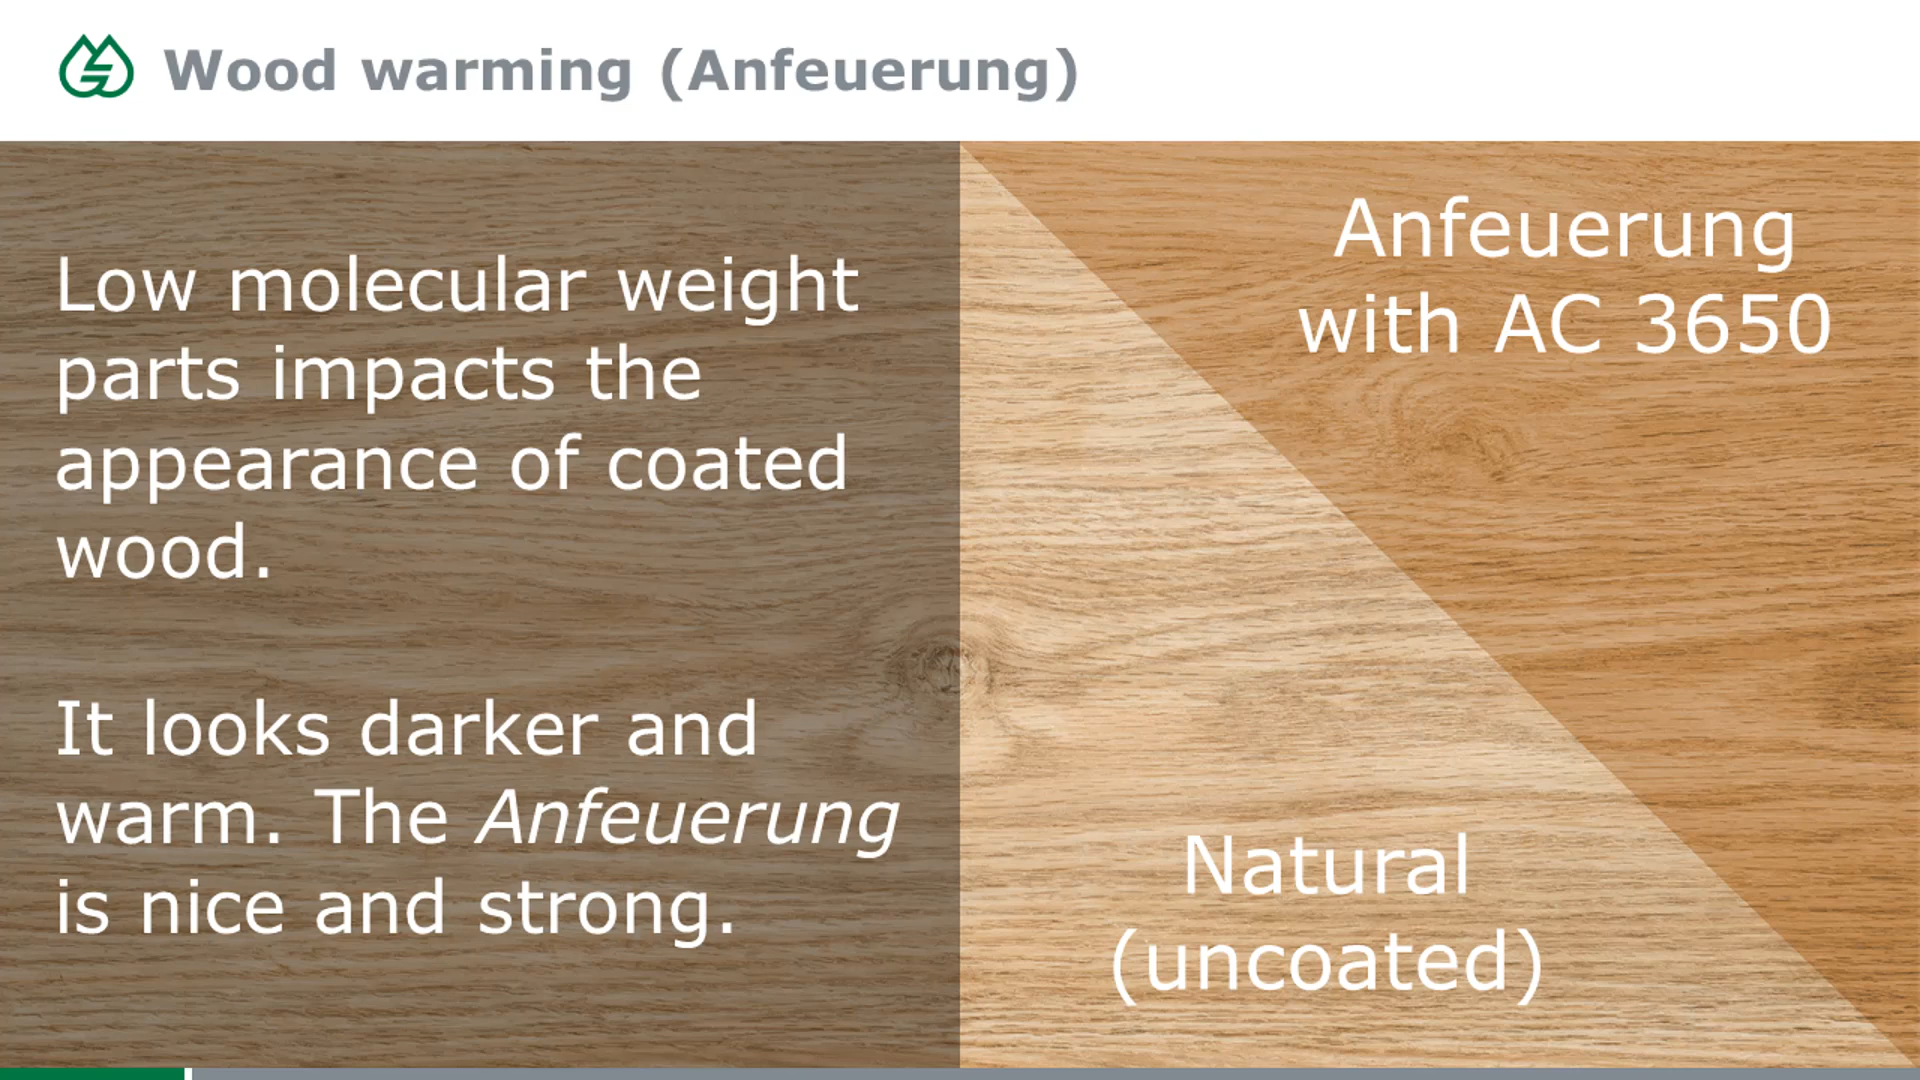 Wood warming (Anfeuerung)
Low molecular weight
parts impacts the
appearance of coated
wood.
It looks darker and
warm. The Anfeuerung
is nice and strong.
Anfeuerung
with AC 3650
Natural
(uncoated)